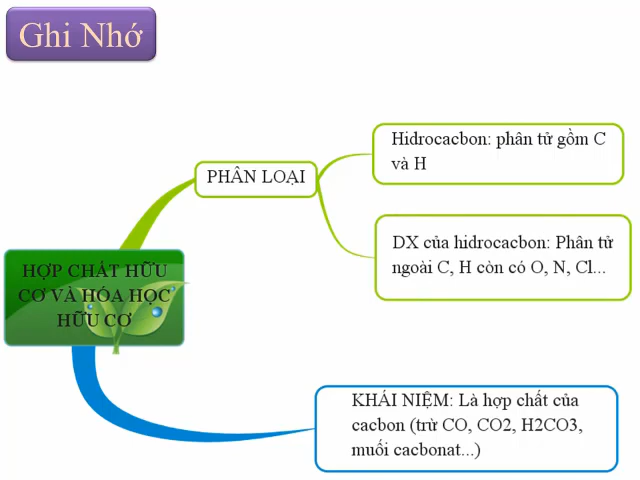 Ghi Nhớ
Hidrocacbon: phân tử gồm C
và H
PHÂN LOẠI
DX của hidrocacbon: Phân tử
ngoài C, H còn có O, N, Cl...
HỢP CHẤT HỮU
CƠ VÀ HÓA HỌC
HỮU CƠ
KHÁI NIỆM: Là hợp chất của
cacbon (trừ CO, CO2, H2CO3,
muối cacbonat...)